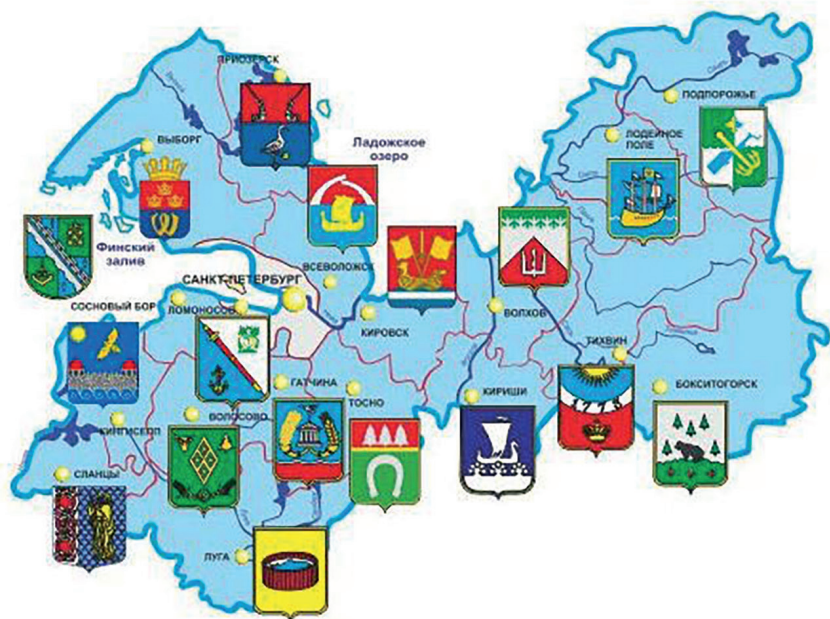 ПРИОЗЕРСК
ПОДПОРОЖЬЕ
ВЫБОРГ
Ладожское
озеро
ЛОДЕЙНОЕ
ПОЛЕ
Финский
залив
ВСЕВОЛОЖСК
САНКТ-ПЕТЕРБУРГ
СОСНОВЫЙ БОР
ЛОМОНОСОВ
КИРОВСК
ВОЛХОВ
ТИХВИН
ГАТЧИНА
ТОСНО
КИРИШИ
БОКСИТОГОРСК
1773
ВОЛОСОВО
КИНГИСЕПП
СЛАНЦЫ
ЛУГА